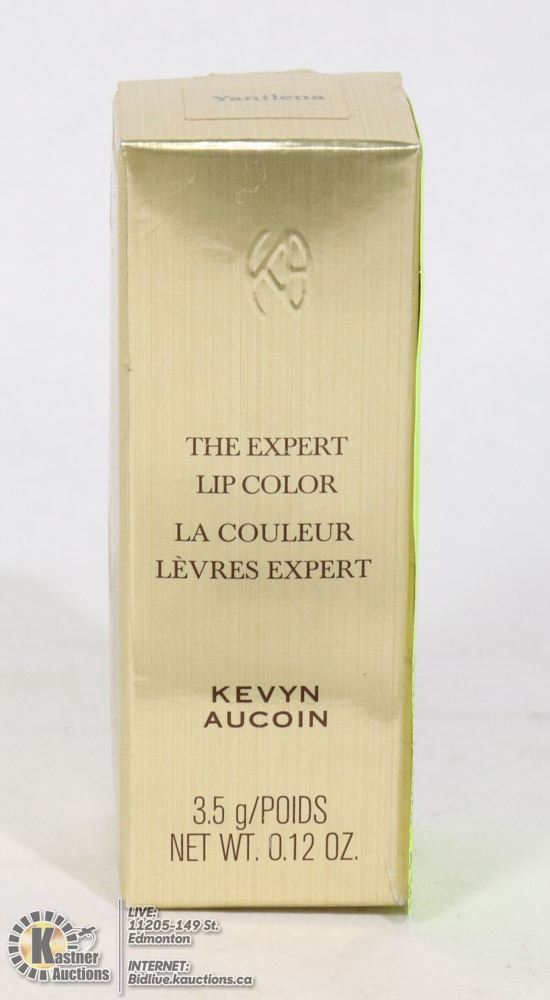 Yanilena
THE EXPERT
LIP COLOR
LA COULEUR
LÈVRES EXPERT
KEVYN
AUCOIN
3.5 g/POIDS
NET WT. 0.12 OZ.
Kastner
Auctions
LIVE:
11205-149 St.
Edmonton
INTERNET:
Bidlive.kauctions.ca